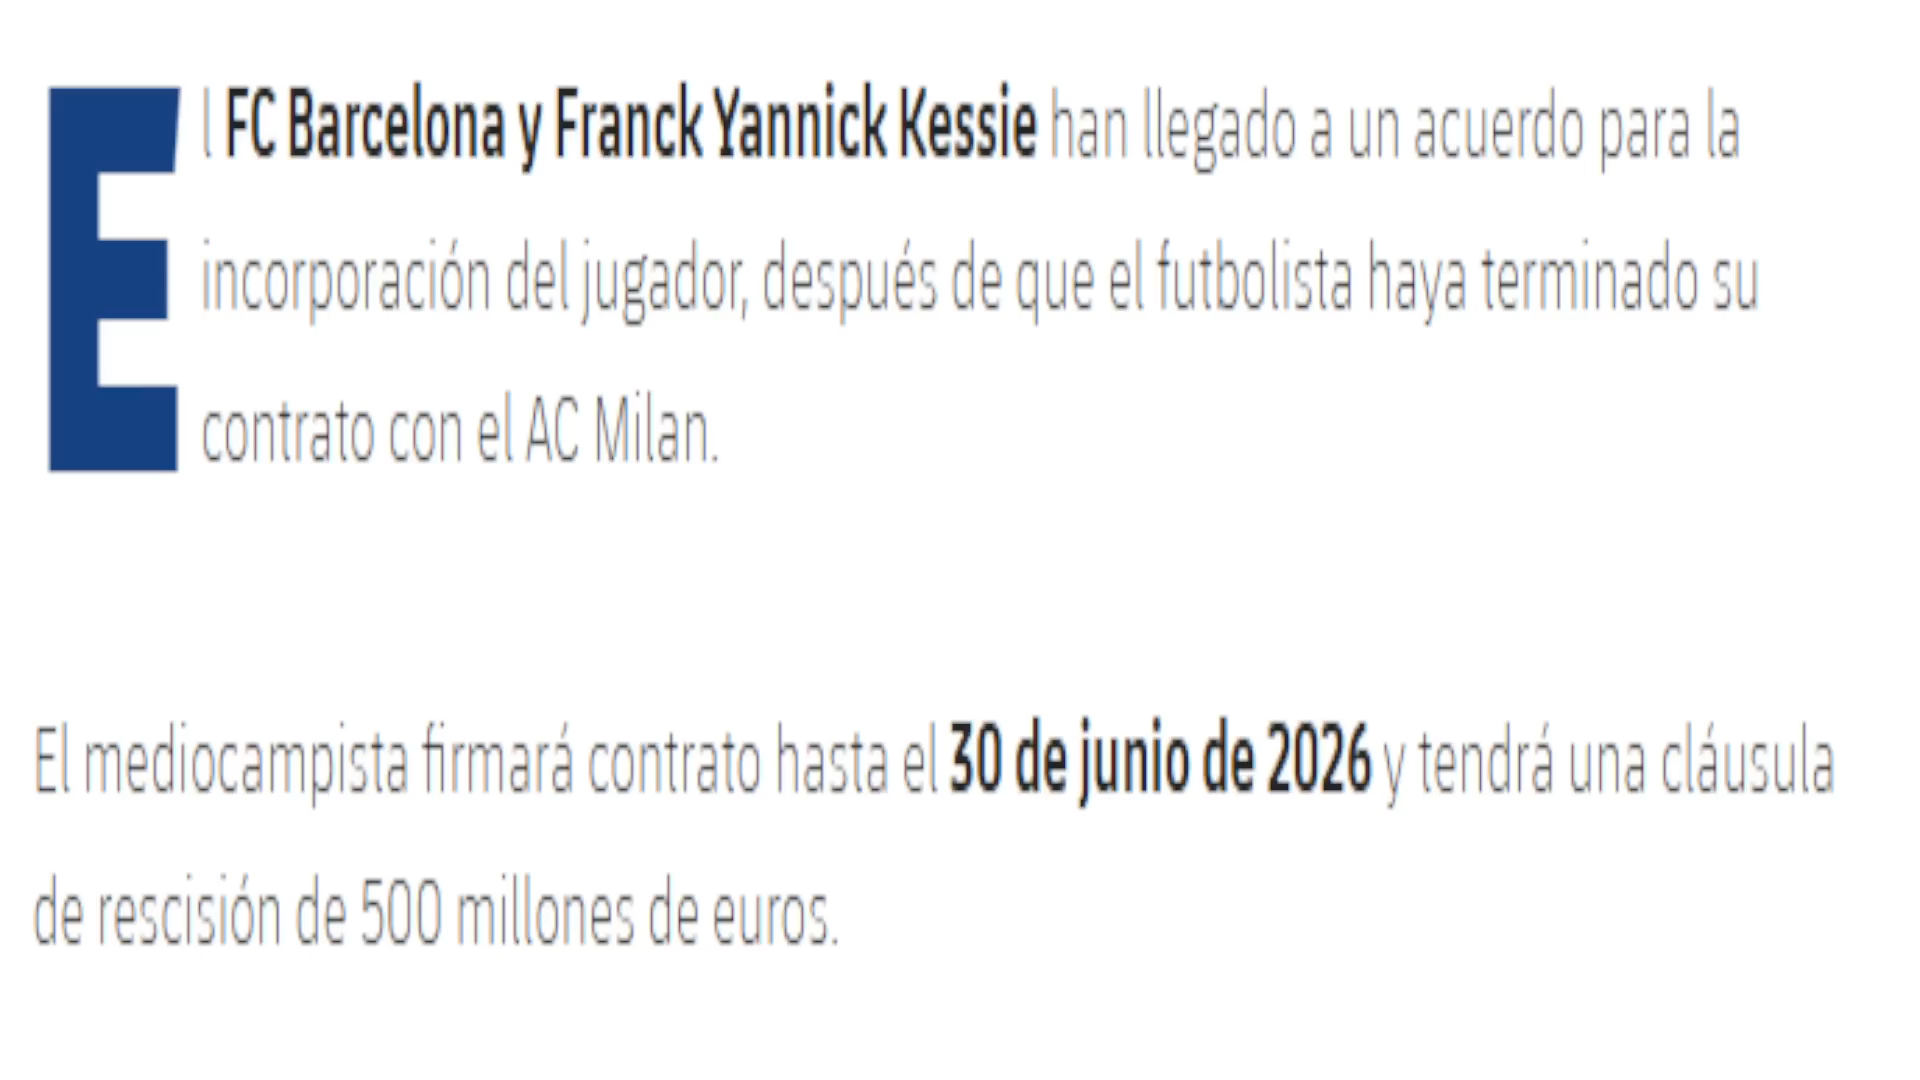 El FC Barcelona y Franck Yannick Kessie han llegado a un acuerdo para la
incorporación del jugador, después de que el futbolista haya terminado su
contrato con el AC Milan.
El mediocampista firmará contrato hasta el 30 de junio de 2026 y tendrá una cláusula
de rescisión de 500 millones de euros.